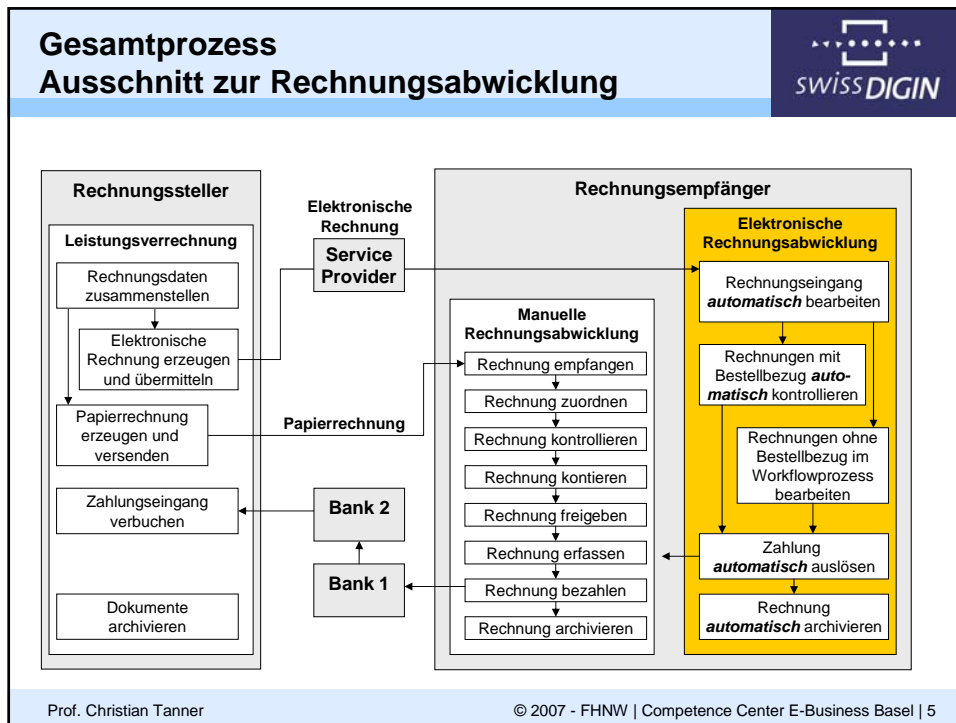 Gesamtprozess
Ausschnitt zur Rechnungsabwicklung
swissDIGIN
Rechnungssteller
Leistungsverrechnung
Rechnungsdaten
zusammenstellen
Elektronische
Rechnung erzeugen
und übermitteln
Papierrechnung
erzeugen und
versenden
Zahlungseingang
verbuchen
Dokumente
archivieren
Elektronische
Rechnung
Service
Provider
Papierrechnung
Bank 2
Bank 1
Rechnungsempfänger
Manuelle
Rechnungsabwicklung
Rechnung empfangen
Rechnung zuordnen
Rechnung kontrollieren
Rechnung kontieren
Rechnung freigeben
Rechnung erfassen
Rechnung bezahlen
Rechnung archivieren
Elektronische
Rechnungsabwicklung
Rechnungseingang
automatisch bearbeiten
Rechnungen mit
Bestellbezug auto-
matisch kontrollieren
Rechnungen ohne
Bestellbezug im
Workflowprozess
bearbeiten
Zahlung
automatisch auslösen
Rechnung
automatisch archivieren
Prof. Christian Tanner
© 2007 - FHNW | Competence Center E-Business Basel | 5